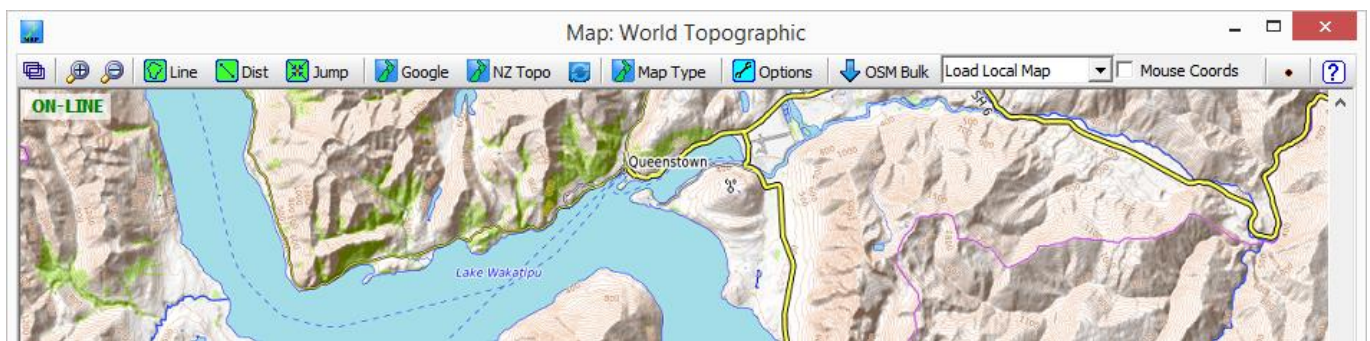 Map: World Topographic
Line Dist Jump Google NZ Topo Map Type Options OSM Bulk Load Local Map Mouse Coords ?
ON-LINE
SH 6
Queenstown
Lake Wakatipu